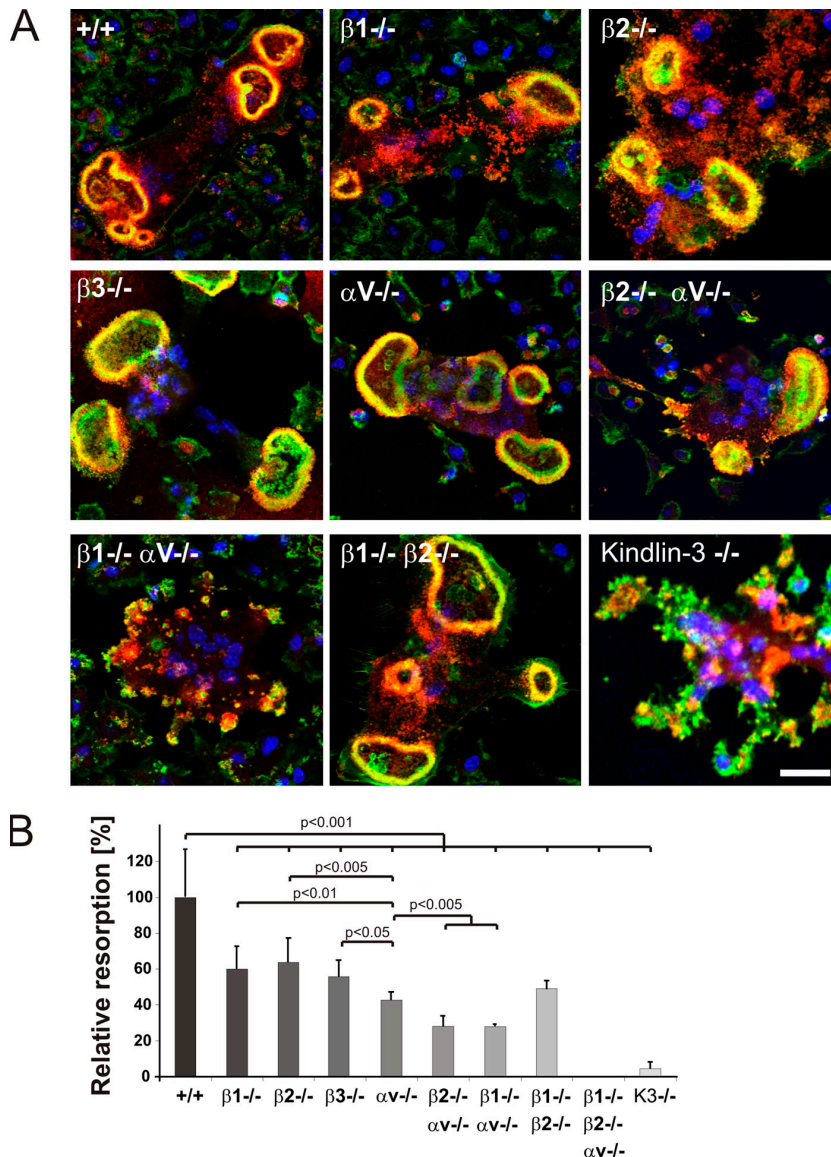 A
+/+
β1-/-
β2-/-
β3-/-
αV-/-
β2-/- αV-/-
β1-/- αV-/-
β1-/- β2-/-
Kindlin-3 -/-
B
Relative resorption [%]
120
100
80
60
40
20
0
p<0.001
p<0.005
p<0.01
p<0.005
p<0.05
+/+ β1-/- β2-/- β3-/- αv-/- β2-/- β1-/- β1-/- β1-/- K3-/-
αv-/- αv-/- β2-/- β2-/-
αv-/-